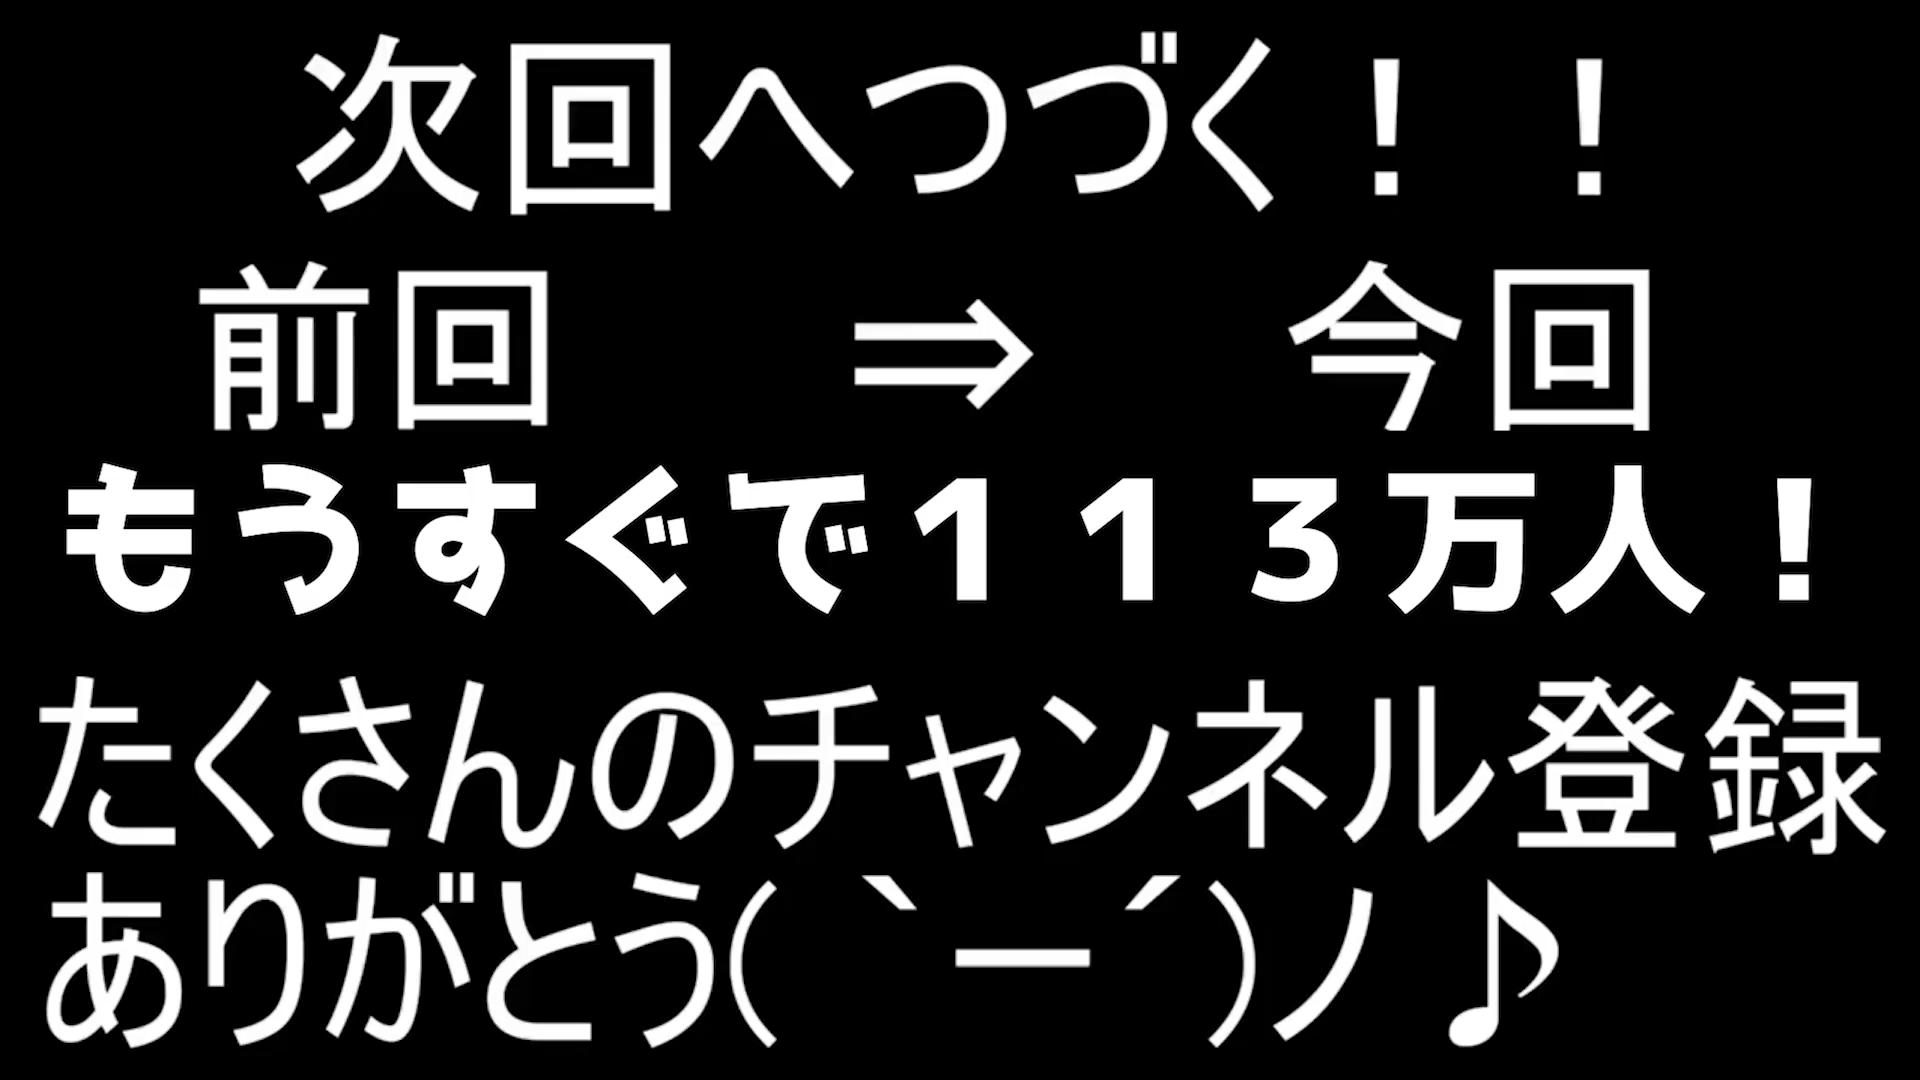 次回へつづく！！
前回　⇒　今回
もうすぐで１１３万人！
たくさんのチャンネル登録
ありがとう( ｀ー´)ノ♪